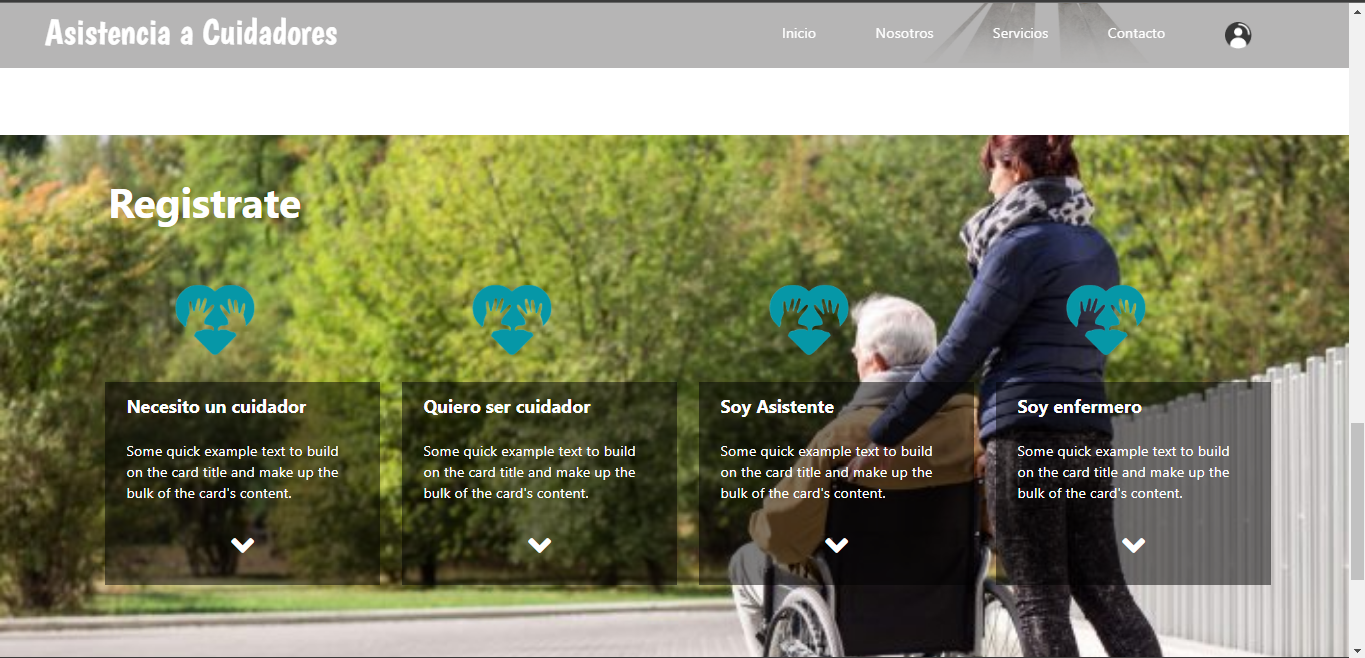 Asistencia a Cuidadores
Inicio
Nosotros
Servicios
Contacto
Registrate
Necesito un cuidador
Some quick example text to build
on the card title and make up the
bulk of the card's content.
Quiero ser cuidador
Some quick example text to build
on the card title and make up the
bulk of the card's content.
Soy Asistente
Some quick example text to build
on the card title and make up the
bulk of the card's content.
Soy enfermero
Some quick example text to build
on the card title and make up the
bulk of the card's content.